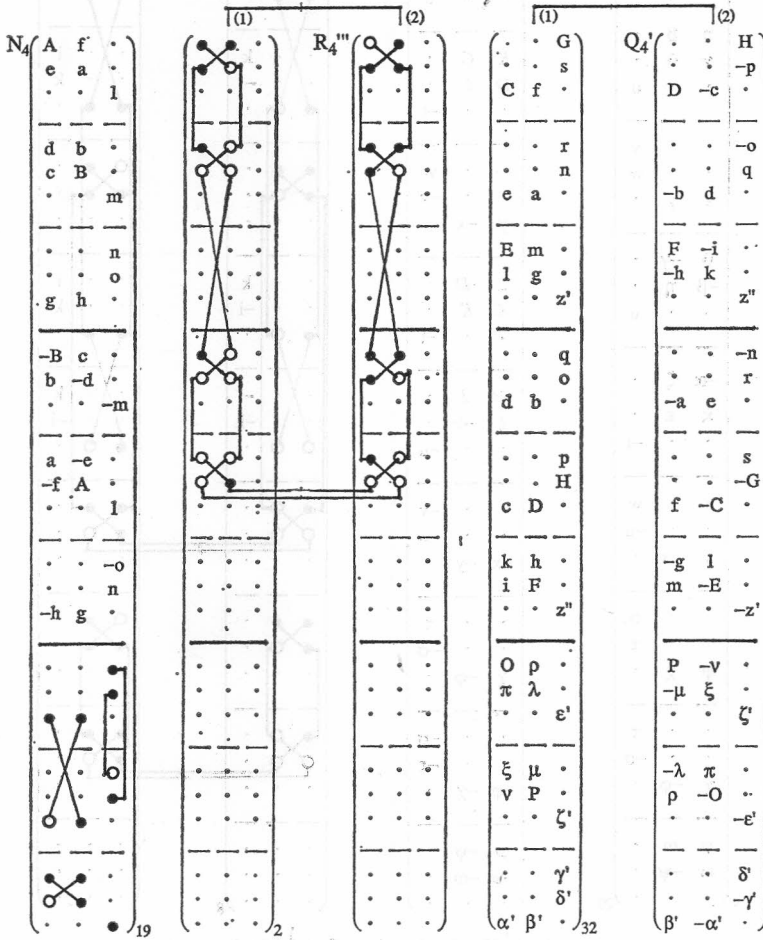 (1) (2) (1) (2)
N4 R4''' Q4'
A f · G · · H
e a · s · · -p
· · l C f · D -c ·
d b · · · r · · -o
c B · · · n · · q
· · m e a · -b d ·
· · n E m · F -i ·
· · o l g · -h k ·
g h · · · z' · · z''
-B c · · · q · · -n
b -d · · · o · · r
· · -m d b · -a e ·
a -e · · · p · · s
-f A · · · H · · -G
· · l c D · f -C ·
· · -o k h · -g I ·
· · n i F · m -E ·
-h g · · · z'' · · -z'
O ρ · P -ν ·
π λ · -μ ξ ·
· · ε' · · ζ'
ξ μ · -λ π ·
ν P · ρ -O ·
· · ζ' · · -ε'
· · γ' · · δ'
· · δ' · · -γ'
α' β' · β' -α' ·
19 2 32